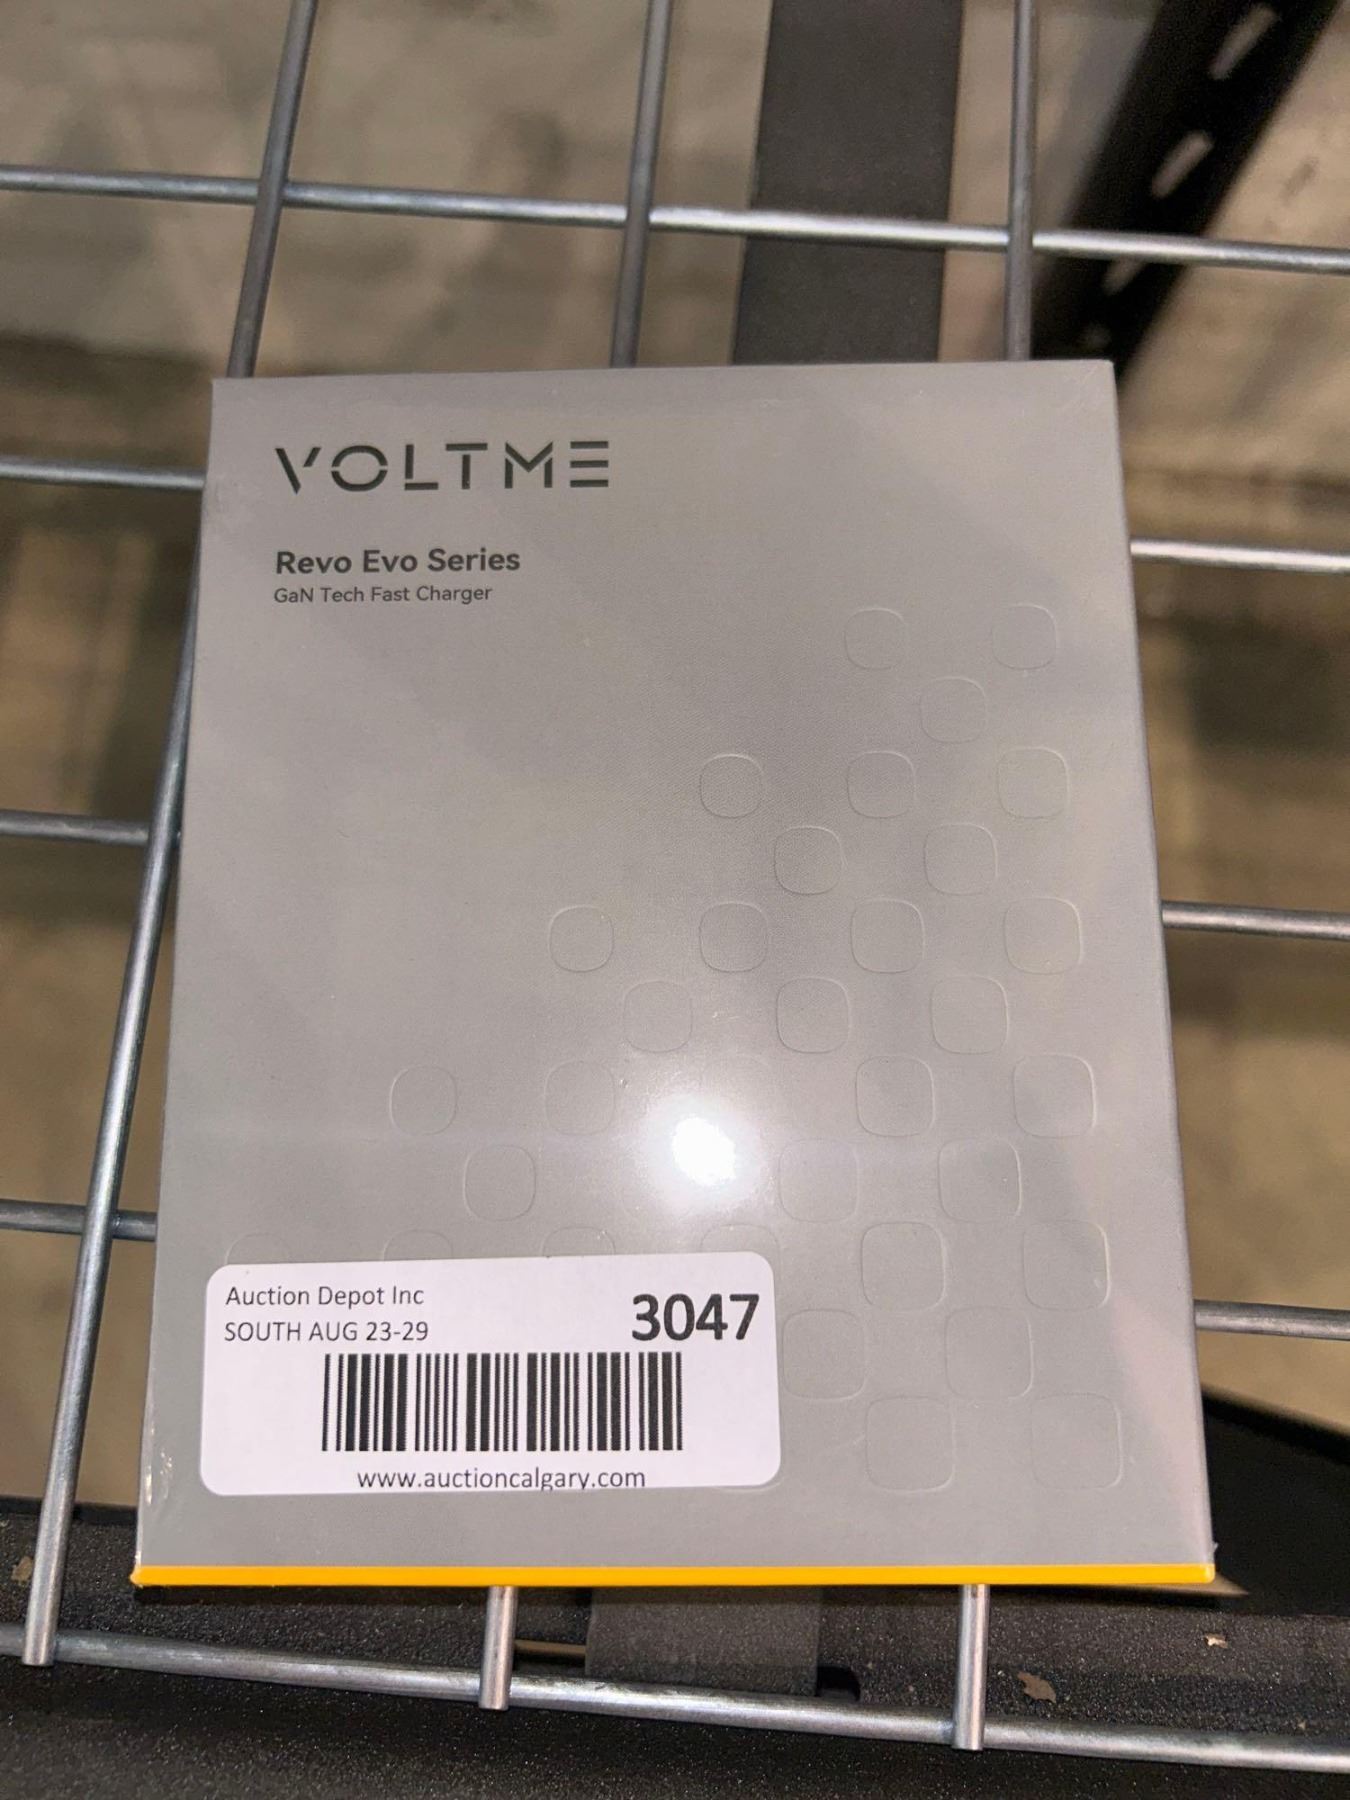 VOLTME
Revo Evo Series
GaN Tech Fast Charger
Auction Depot Inc
3047
SOUTH AUG 23-29
www.auctioncalgary.com